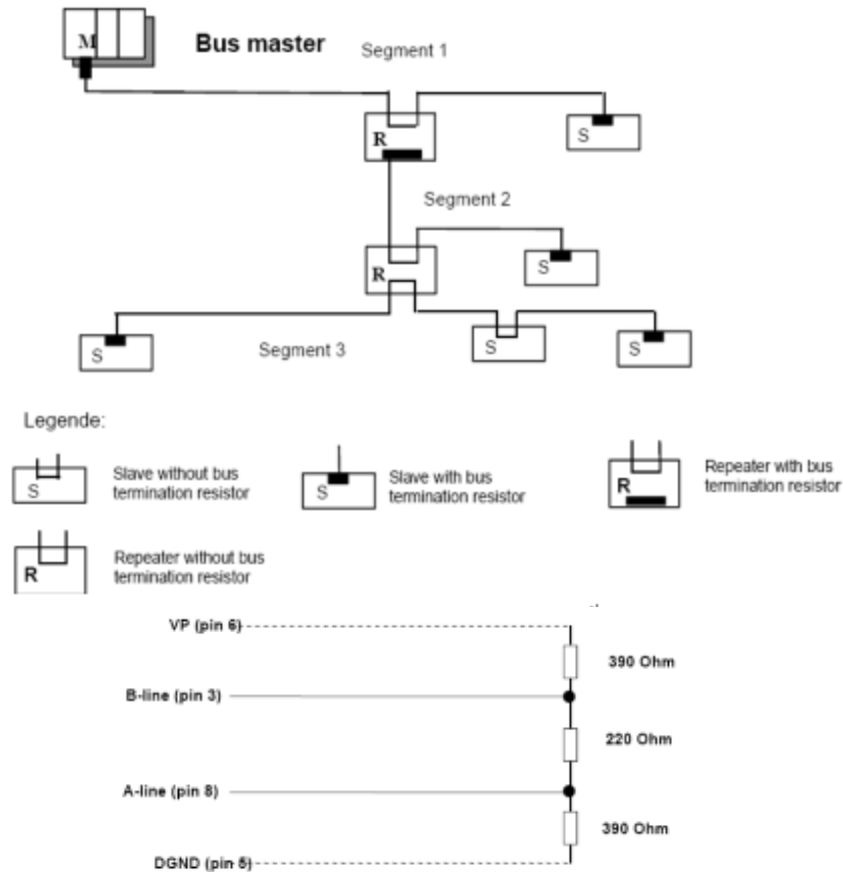 M
Bus master
Segment 1
R
S
Segment 2
R
S
S
Segment 3
S
S
Legende:
S
Slave without bus
termination resistor
S
Slave with bus
termination resistor
R
Repeater with bus
termination resistor
R
Repeater without bus
termination resistor
VP (pin 6)
390 Ohm
B-line (pin 3)
220 Ohm
A-line (pin 8)
390 Ohm
DGND (pin 5)